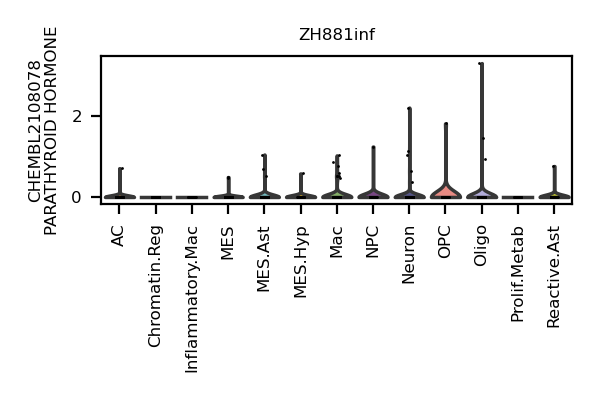 ZH881inf
CHEMBL2108078
PARATHYROID HORMONE
2
0
AC
Chromatin.Reg
Inflammatory.Mac
MES
MES.Ast
MES.Hyp
Mac
NPC
Neuron
OPC
Oligo
Prolif.Metab
Reactive.Ast